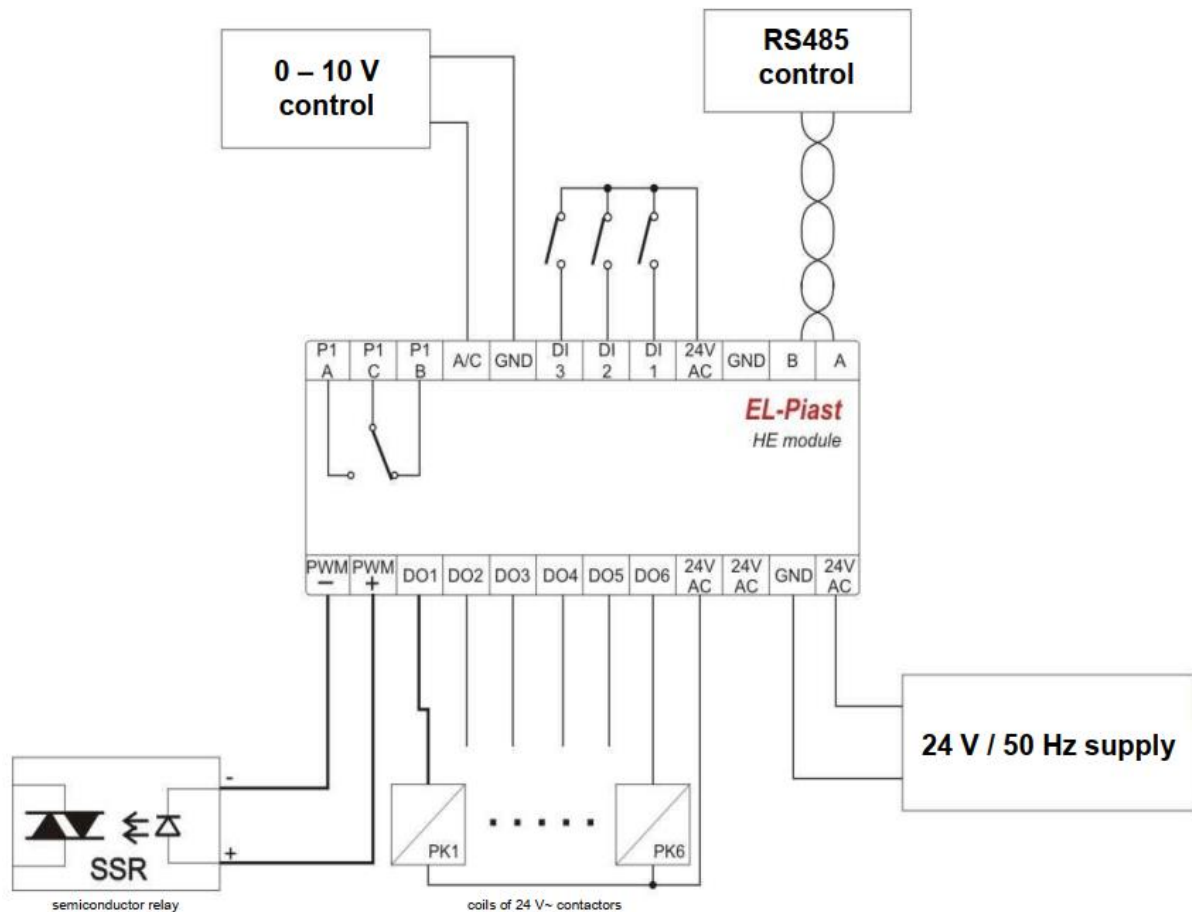 0 – 10 V
control
RS485
control
P1 A
P1 C
P1 B
A/C
GND
DI 3
DI 2
DI 1
24V AC
GND
B
A
EL-Piast
HE module
PWM –
PWM +
DO1
DO2
DO3
DO4
DO5
DO6
24V AC
24V AC
GND
24V AC
24 V / 50 Hz supply
-
+
SSR
PK1
PK6
semiconductor relay
coils of 24 V~ contactors